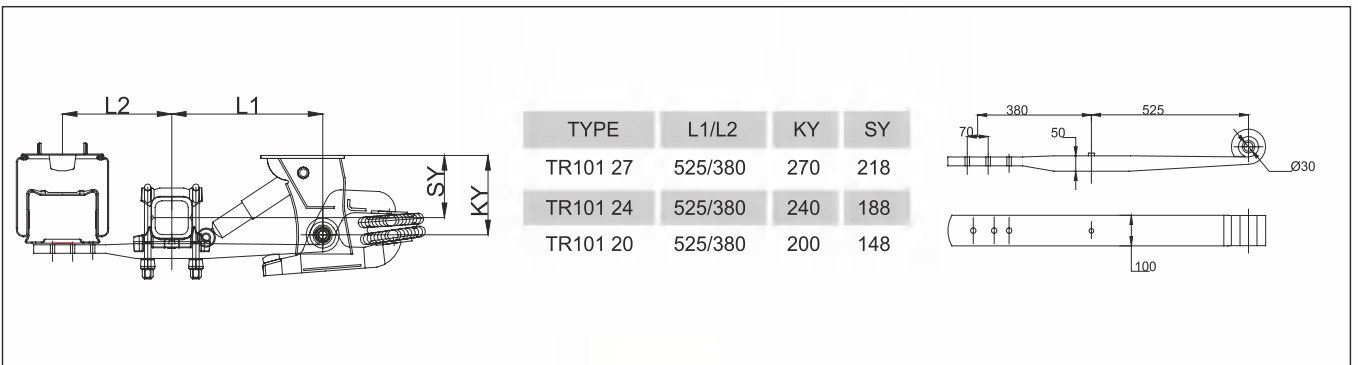 L2
L1
SY
KY
TYPE L1/L2 KY SY
TR101 27 525/380 270 218
TR101 24 525/380 240 188
TR101 20 525/380 200 148
380
525
70
50
Ø30
100